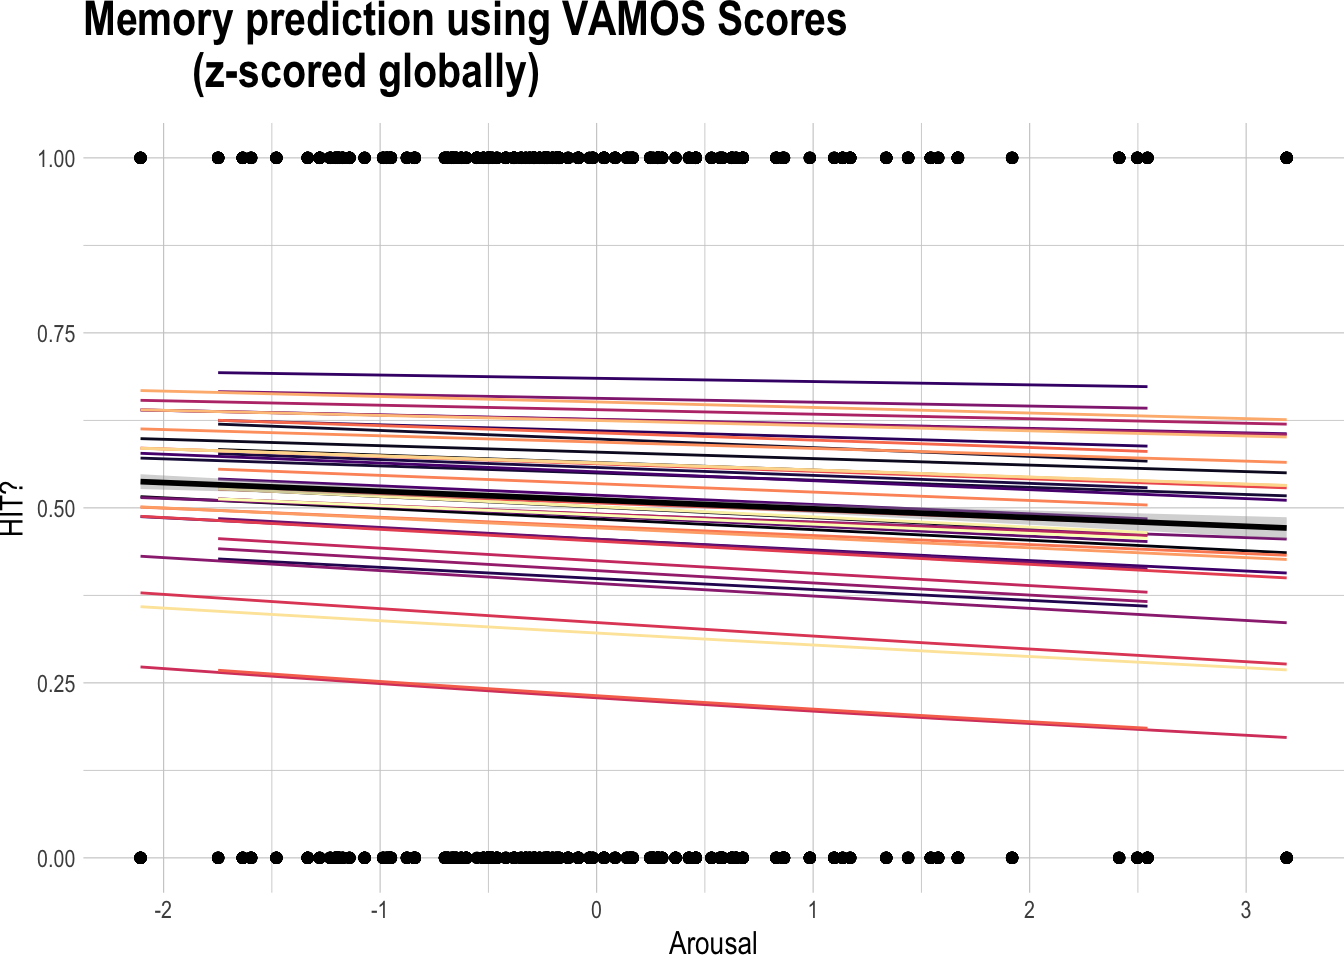 Memory prediction using VAMOS Scores
(z-scored globally)
1.00
0.75
0.50
0.25
0.00
HIT?
-2 -1 0 1 2 3
Arousal